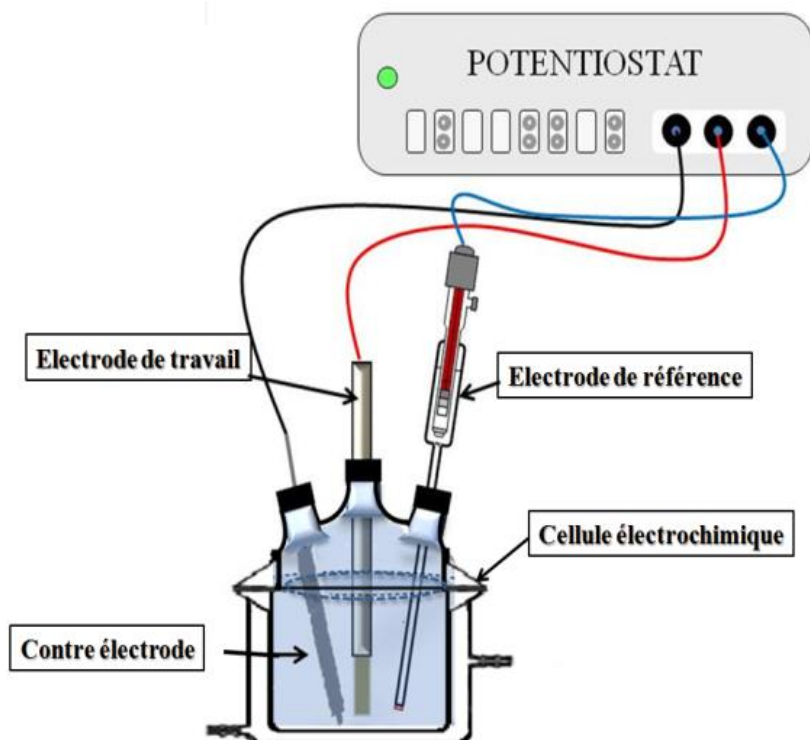 POTENTIOSTAT
Electrode de travail
Electrode de référence
Cellule électrochimique
Contre électrode